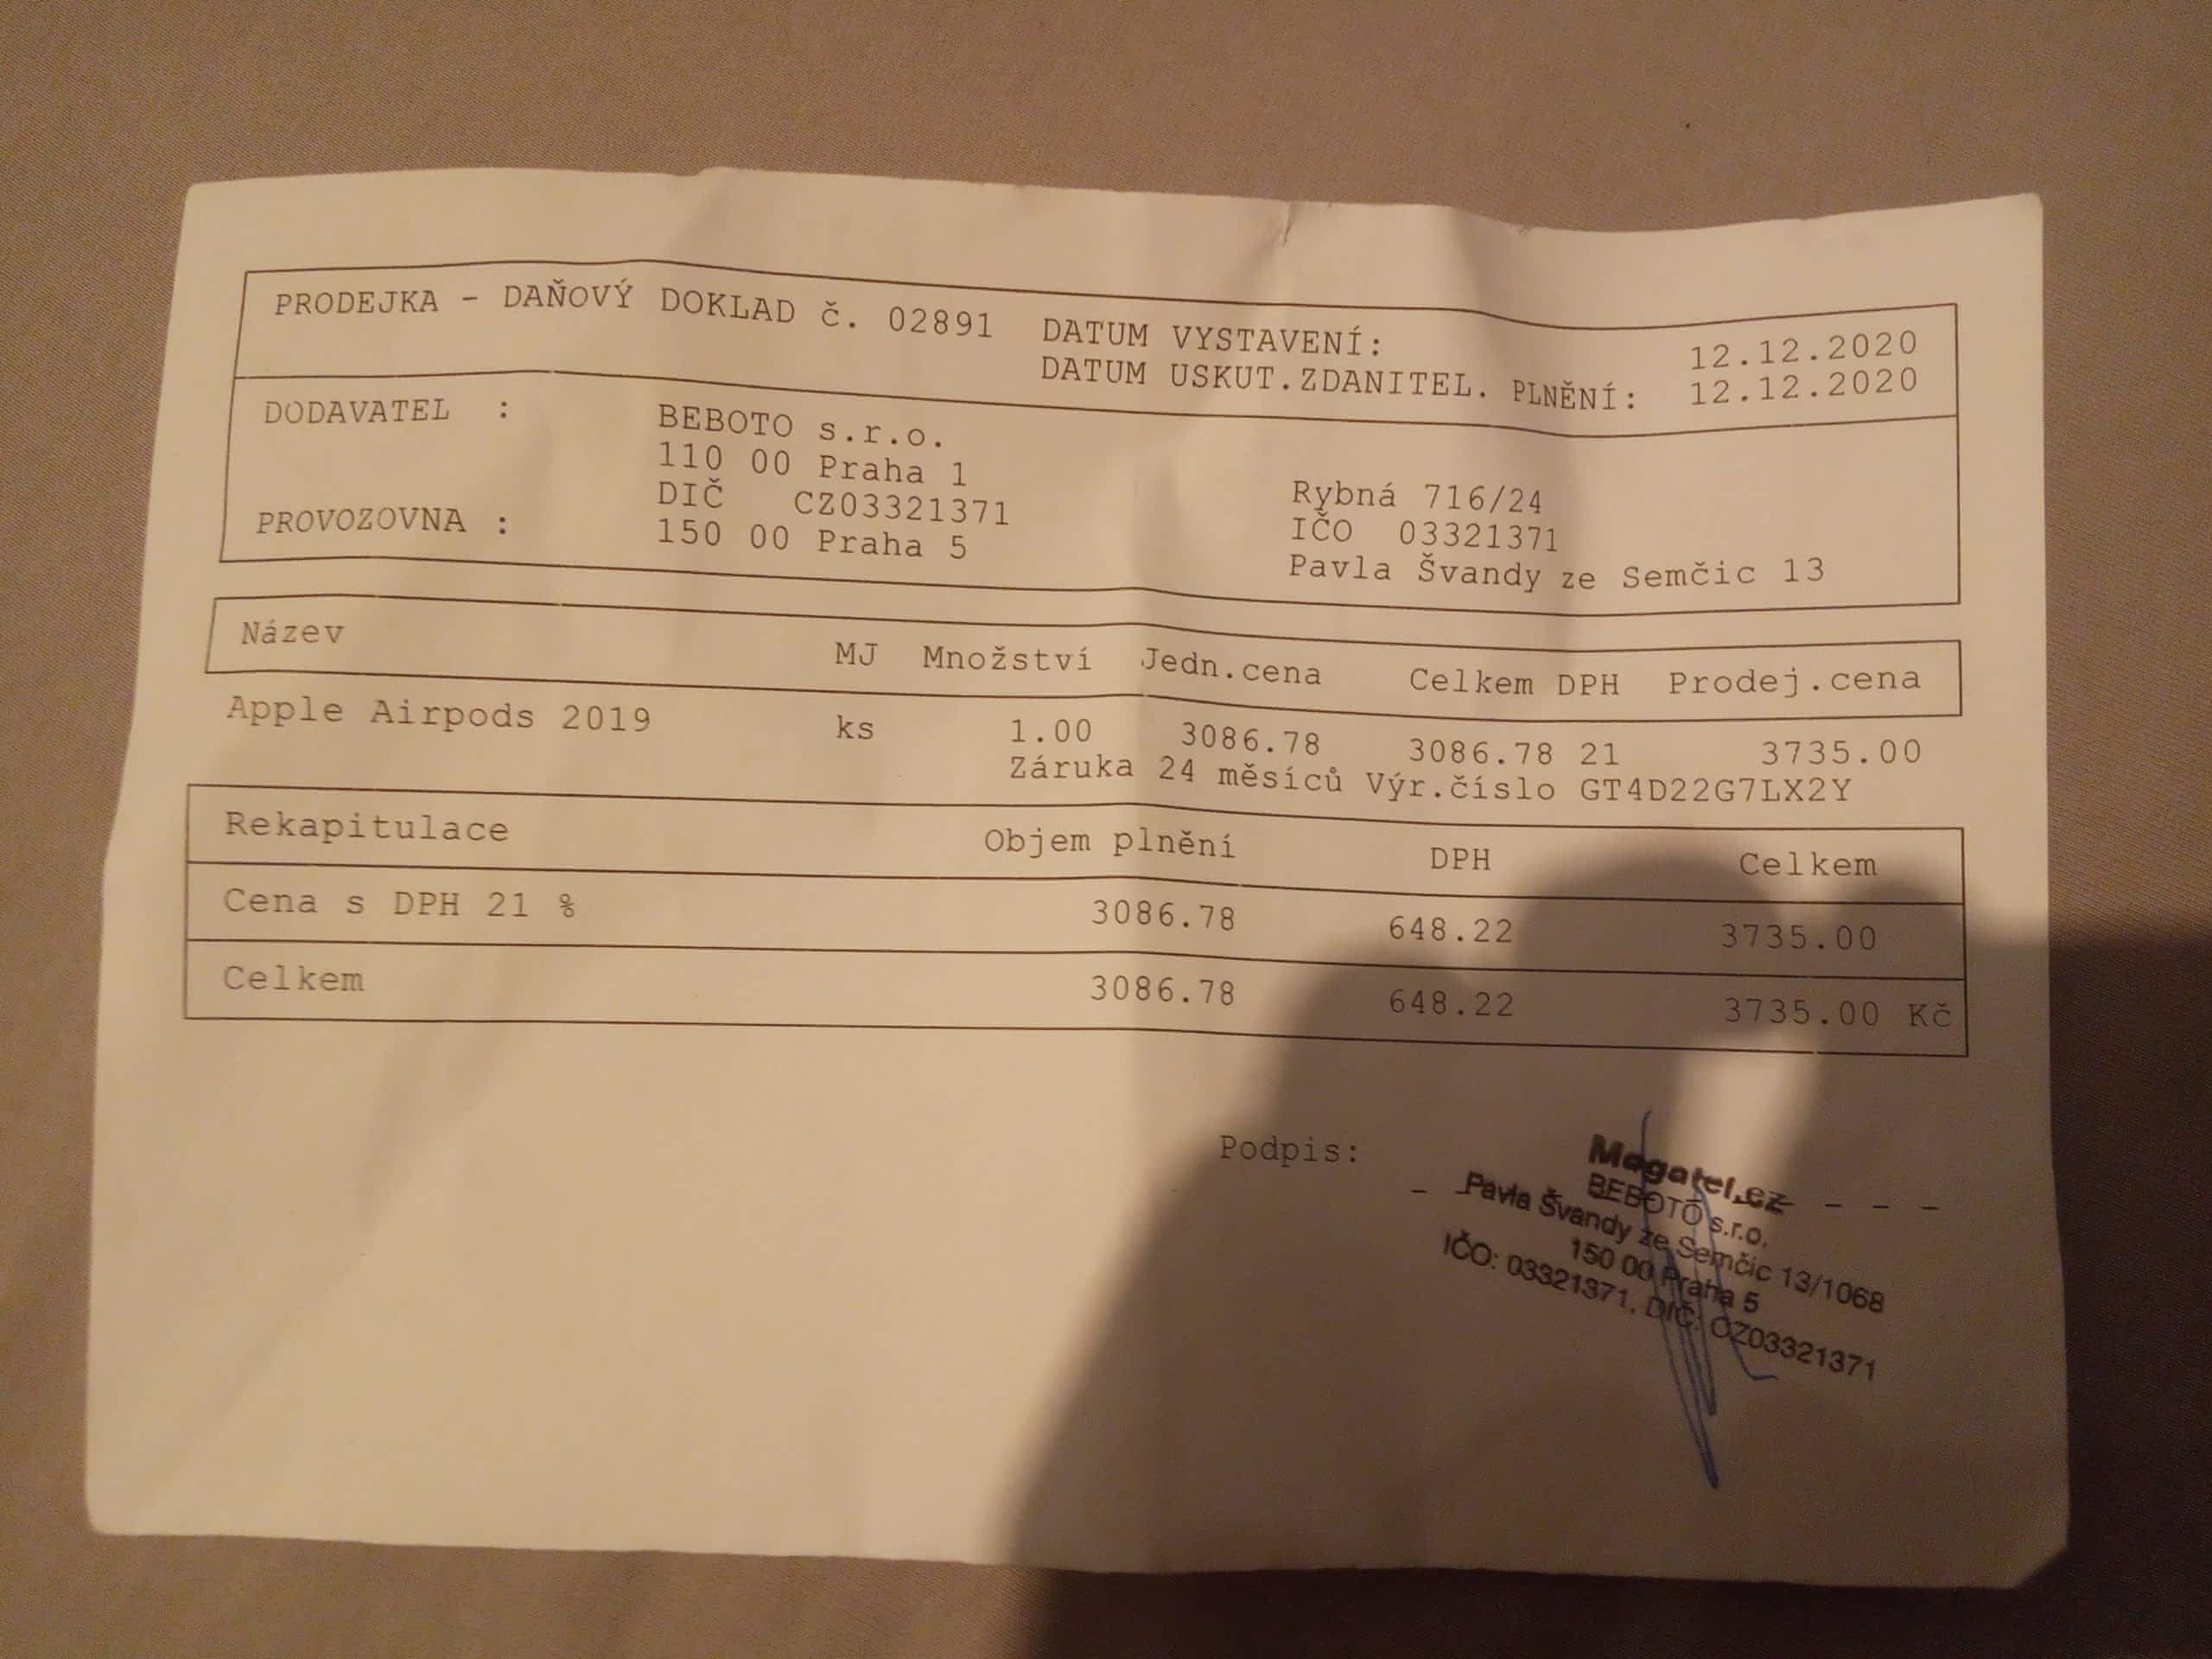 PRODEJKA - DAŇOVÝ DOKLAD č. 02891 DATUM VYSTAVENÍ: 12.12.2020
DATUM USKUT.ZDANITEL. PLNĚNÍ: 12.12.2020
DODAVATEL : BEBOTO s.r.o.
110 00 Praha 1 Rybná 716/24
DIČ CZ03321371 IČO 03321371
PROVOZOVNA : 150 00 Praha 5 Pavla Švandy ze Semčic 13
Název MJ Množství Jedn.cena Celkem DPH Prodej.cena
Apple Airpods 2019 ks 1.00 3086.78 3086.78 21 3735.00
Záruka 24 měsíců Výr.číslo GT4D22G7LX2Y
Rekapitulace Objem plnění DPH Celkem
Cena s DPH 21 % 3086.78 648.22 3735.00
Celkem 3086.78 648.22 3735.00 Kč
Podpis:
Magatel.cz
BEBOTO s.r.o.
Pavla Švandy ze Semčic 13/1068
150 00 Praha 5
IČO: 03321371, DIČ: CZ03321371